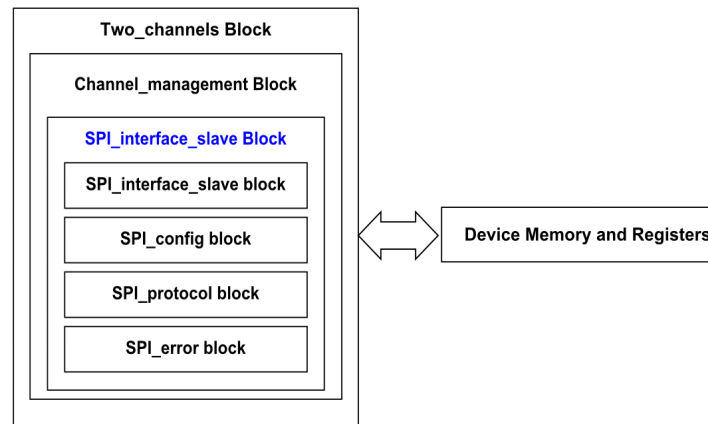 Two_channels Block
Channel_management Block
SPI_interface_slave Block
SPI_interface_slave block
SPI_config block
SPI_protocol block
SPI_error block
Device Memory and Registers